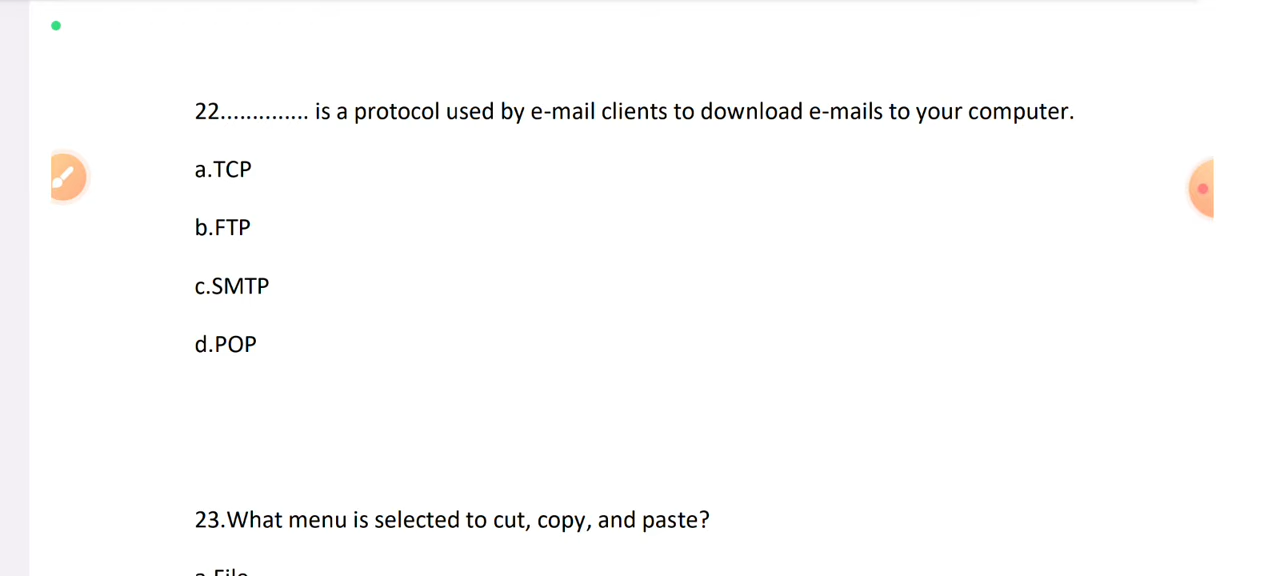 22.............. is a protocol used by e-mail clients to download e-mails to your computer.
a.TCP
b.FTP
c.SMTP
d.POP
23.What menu is selected to cut, copy, and paste?
a.File